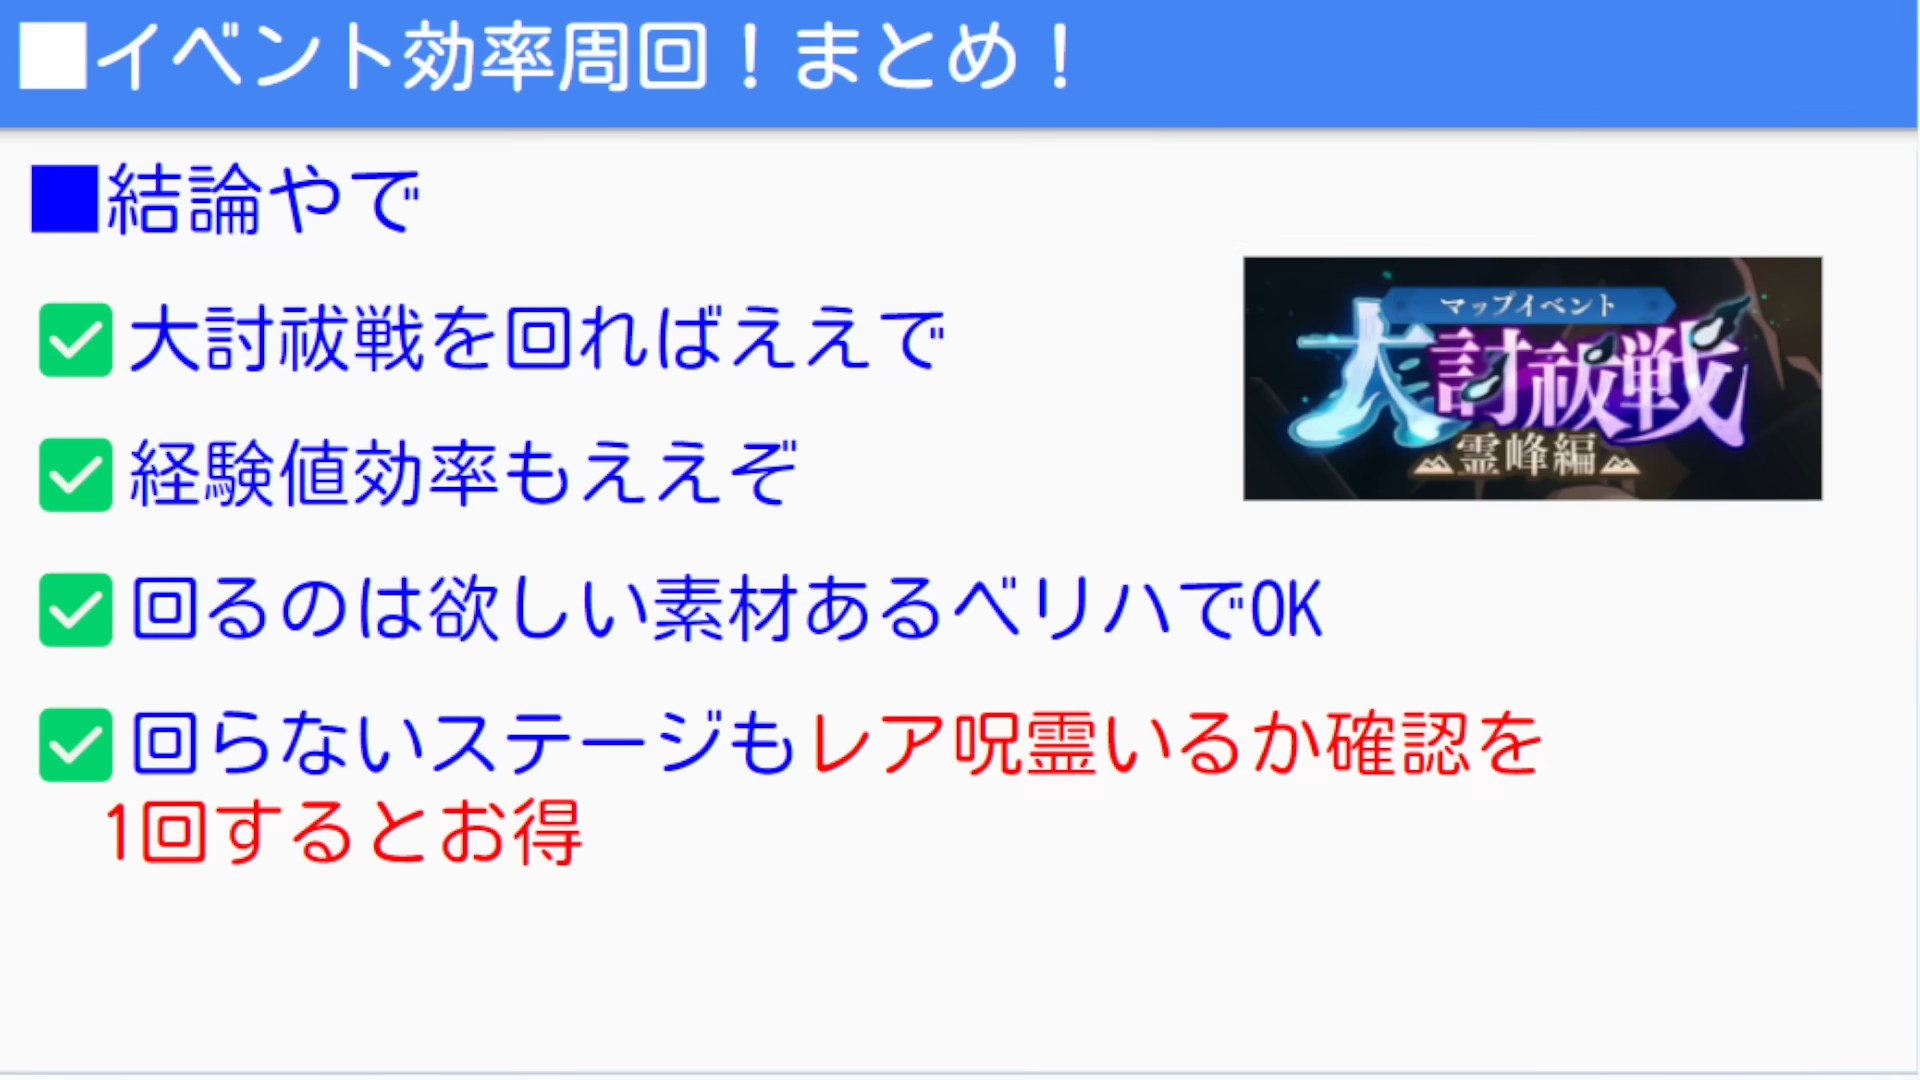 ■イベント効率周回！まとめ！
■結論やで
マップイベント
大討祓戦
霊峰編
✅大討祓戦を回ればええで
✅経験値効率もええぞ
✅回るのは欲しい素材あるベリハでOK
✅回らないステージもレア呪霊いるか確認を
1回するとお得